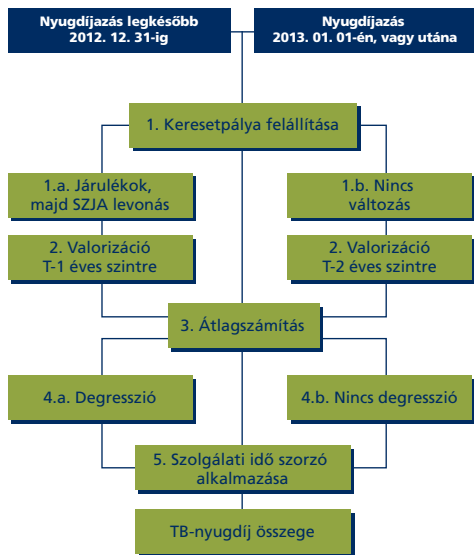 Nyugdíjazás legkésőbb
2012. 12. 31-ig
Nyugdíjazás
2013. 01. 01-én, vagy utána
1. Keresetpálya felállítása
1.a. Járulékok,
majd SZJA levonás
1.b. Nincs
változás
2. Valorizáció
T-1 éves szintre
2. Valorizáció
T-2 éves szintre
3. Átlagszámítás
4.a. Degresszió
4.b. Nincs degresszió
5. Szolgálati idő szorzó
alkalmazása
TB-nyugdíj összege